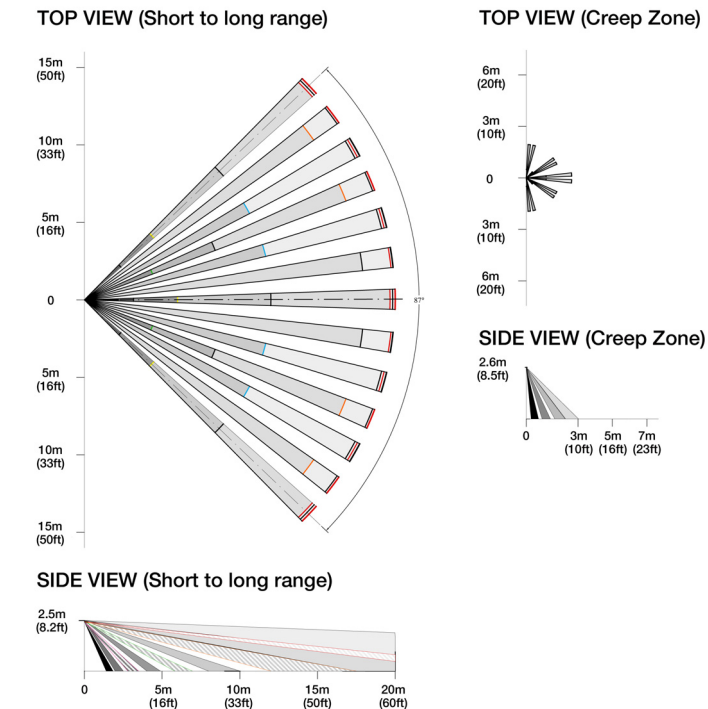 TOP VIEW (Short to long range)
15m
(50ft)
10m
(33ft)
5m
(16ft)
0
5m
(16ft)
10m
(33ft)
15m
(50ft)
87°
SIDE VIEW (Short to long range)
2.5m
(8.2ft)
0
5m
(16ft)
10m
(33ft)
15m
(50ft)
20m
(60ft)
TOP VIEW (Creep Zone)
6m
(20ft)
3m
(10ft)
0
3m
(10ft)
6m
(20ft)
SIDE VIEW (Creep Zone)
2.6m
(8.5ft)
0
3m
(10ft)
5m
(16ft)
7m
(23ft)